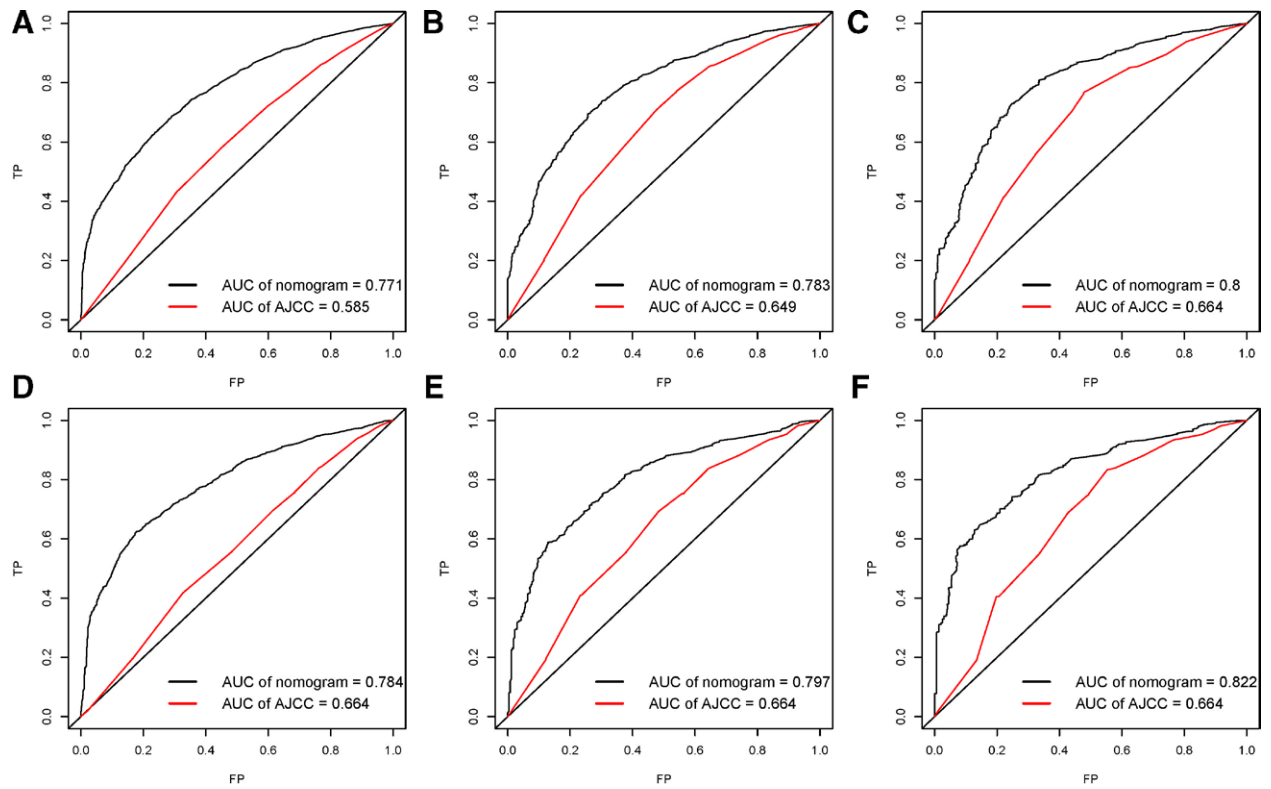 A
1.0
0.8
0.6
0.4
0.2
0.0
TP
AUC of nomogram = 0.771
AUC of AJCC = 0.585
0.0 0.2 0.4 0.6 0.8 1.0
FP
B
1.0
0.8
0.6
0.4
0.2
0.0
TP
AUC of nomogram = 0.783
AUC of AJCC = 0.649
0.0 0.2 0.4 0.6 0.8 1.0
FP
C
1.0
0.8
0.6
0.4
0.2
0.0
TP
AUC of nomogram = 0.8
AUC of AJCC = 0.664
0.0 0.2 0.4 0.6 0.8 1.0
FP
D
1.0
0.8
0.6
0.4
0.2
0.0
TP
AUC of nomogram = 0.784
AUC of AJCC = 0.664
0.0 0.2 0.4 0.6 0.8 1.0
FP
E
1.0
0.8
0.6
0.4
0.2
0.0
TP
AUC of nomogram = 0.797
AUC of AJCC = 0.664
0.0 0.2 0.4 0.6 0.8 1.0
FP
F
1.0
0.8
0.6
0.4
0.2
0.0
TP
AUC of nomogram = 0.822
AUC of AJCC = 0.664
0.0 0.2 0.4 0.6 0.8 1.0
FP